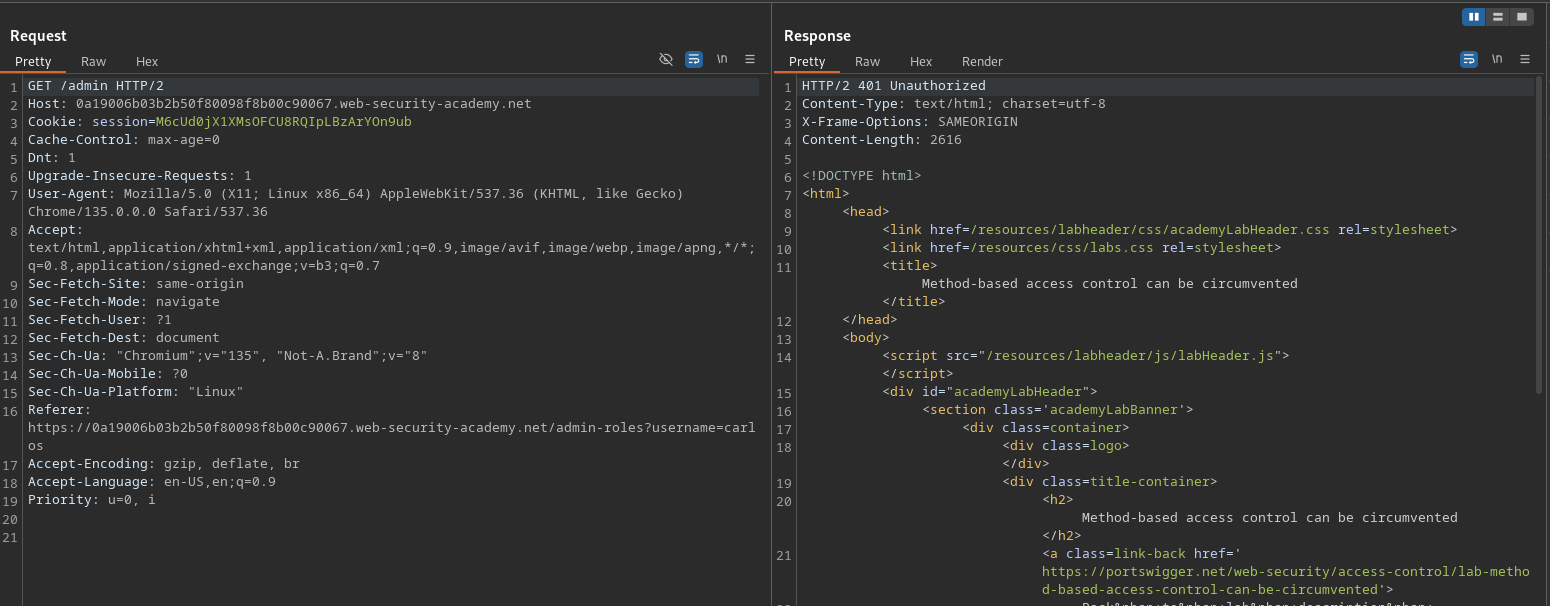 Request
Pretty Raw Hex \n
1 GET /admin HTTP/2
2 Host: 0a19006b03b2b50f80098f8b00c90067.web-security-academy.net
3 Cookie: session=M6cUd0jX1XMsOFCU8RQIpLBzArYOn9ub
4 Cache-Control: max-age=0
5 Dnt: 1
6 Upgrade-Insecure-Requests: 1
7 User-Agent: Mozilla/5.0 (X11; Linux x86_64) AppleWebKit/537.36 (KHTML, like Gecko)
Chrome/135.0.0.0 Safari/537.36
8 Accept:
text/html,application/xhtml+xml,application/xml;q=0.9,image/avif,image/webp,image/apng,*/*;
q=0.8,application/signed-exchange;v=b3;q=0.7
9 Sec-Fetch-Site: same-origin
10 Sec-Fetch-Mode: navigate
11 Sec-Fetch-User: ?1
12 Sec-Fetch-Dest: document
13 Sec-Ch-Ua: "Chromium";v="135", "Not-A.Brand";v="8"
14 Sec-Ch-Ua-Mobile: ?0
15 Sec-Ch-Ua-Platform: "Linux"
16 Referer:
https://0a19006b03b2b50f80098f8b00c90067.web-security-academy.net/admin-roles?username=carl
os
17 Accept-Encoding: gzip, deflate, br
18 Accept-Language: en-US,en;q=0.9
19 Priority: u=0, i
20
21
Response
Pretty Raw Hex Render \n
1 HTTP/2 401 Unauthorized
2 Content-Type: text/html; charset=utf-8
3 X-Frame-Options: SAMEORIGIN
4 Content-Length: 2616
5
6 <!DOCTYPE html>
7 <html>
8 <head>
9 <link href=/resources/labheader/css/academyLabHeader.css rel=stylesheet>
10 <link href=/resources/css/labs.css rel=stylesheet>
11 <title>
Method-based access control can be circumvented
</title>
12 </head>
13 <body>
14 <script src="/resources/labheader/js/labHeader.js">
</script>
15 <div id="academyLabHeader">
16 <section class='academyLabBanner'>
17 <div class=container>
18 <div class=logo>
</div>
19 <div class=title-container>
20 <h2>
Method-based access control can be circumvented
</h2>
21 <a class=link-back href='
https://portswigger.net/web-security/access-control/lab-metho
d-based-access-control-can-be-circumvented'>